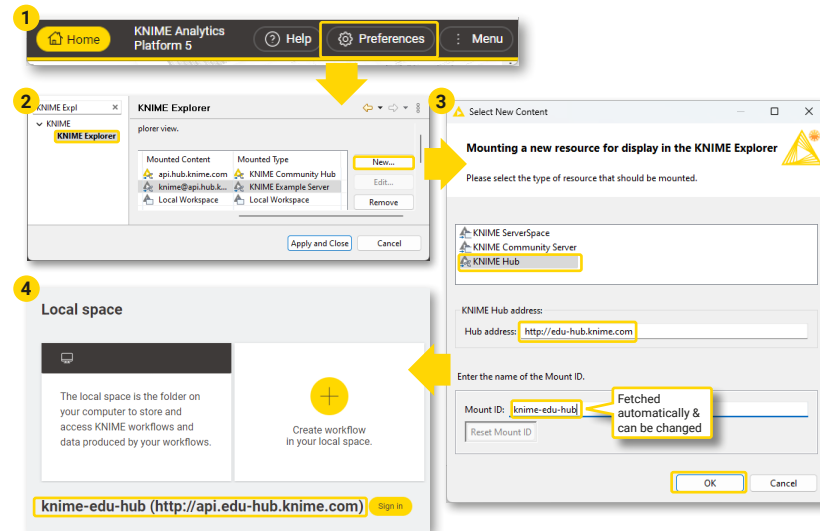 1
Home
KNIME Analytics
Platform 5
Help
Preferences
Menu
2
KNIME Expl
KNIME
KNIME Explorer
KNIME Explorer
plorer view.
Mounted Content Mounted Type
api.hub.knime.com KNIME Community Hub
knime@api.hub.k... KNIME Example Server
Local Workspace Local Workspace
New...
Edit...
Remove
Apply and Close
Cancel
3
Select New Content
Mounting a new resource for display in the KNIME Explorer
Please select the type of resource that should be mounted.
KNIME ServerSpace
KNIME Community Server
KNIME Hub
KNIME Hub address:
Hub address: http://edu-hub.knime.com
Enter the name of the Mount ID.
Mount ID: knime-edu-hub
Fetched
automatically &
can be changed
Reset Mount ID
OK
Cancel
4
Local space
The local space is the folder on
your computer to store and
access KNIME workflows and
data produced by your workflows.
Create workflow
in your local space.
knime-edu-hub (http://api.edu-hub.knime.com)
Sign in